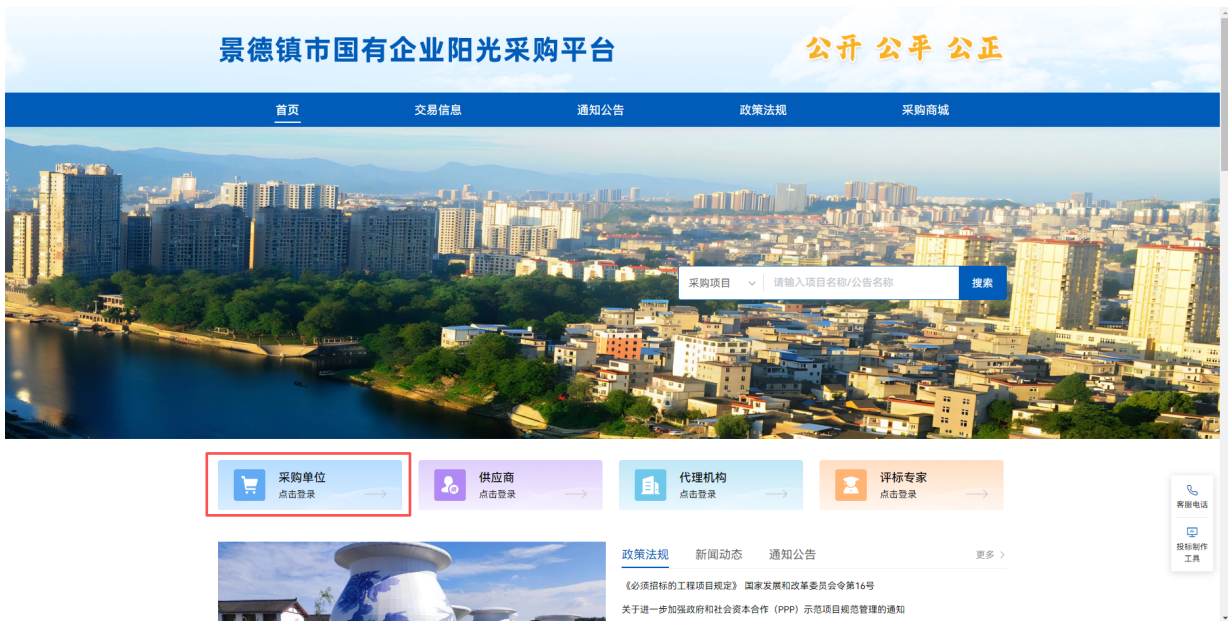 景德镇市国有企业阳光采购平台
公开 公平 公正
首页 交易信息 通知公告 政策法规 采购商城
采购项目 请输入项目名称/公告名称 搜索
采购单位
点击登录
供应商
点击登录
代理机构
点击登录
评标专家
点击登录
客服电话
投标制作
工具
政策法规 新闻动态 通知公告 更多
《必须招标的工程项目规定》 国家发展和改革委员会令第16号
关于进一步加强政府和社会资本合作（PPP）示范项目规范管理的通知